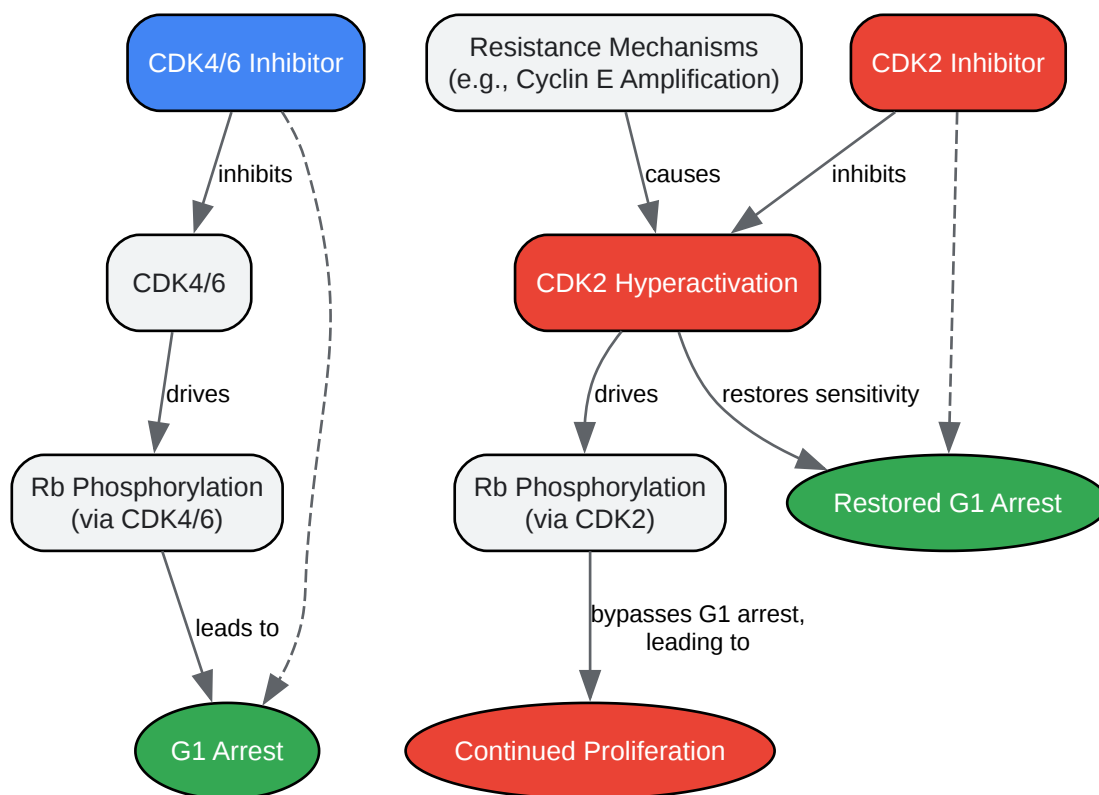 CDK4/6 Inhibitor
Resistance Mechanisms
(e.g., Cyclin E Amplification)
CDK2 Inhibitor
inhibits
causes
inhibits
CDK4/6
CDK2 Hyperactivation
drives
drives
restores sensitivity
Rb Phosphorylation
(via CDK4/6)
Rb Phosphorylation
(via CDK2)
Restored G1 Arrest
leads to
bypasses G1 arrest,
leading to
G1 Arrest
Continued Proliferation